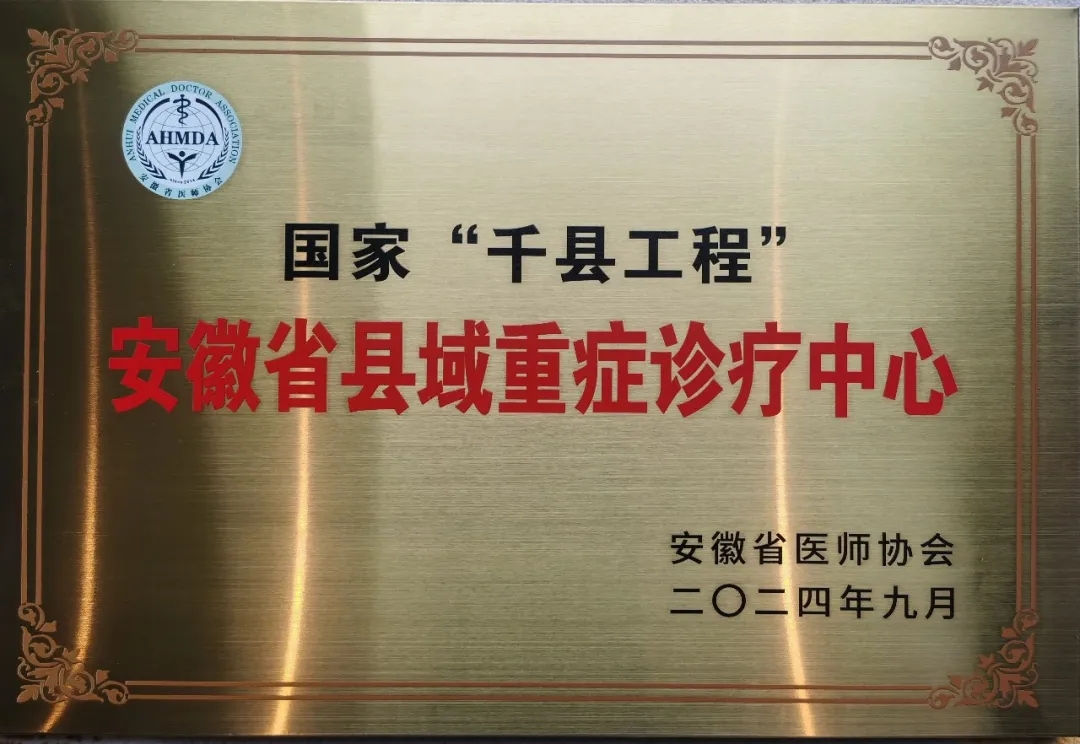 ANHUI MEDICAL DOCTOR ASSOCIATION
AHMDA
安徽省医师协会
国家“千县工程”
安徽省县域重症诊疗中心
安徽省医师协会
二〇二四年九月